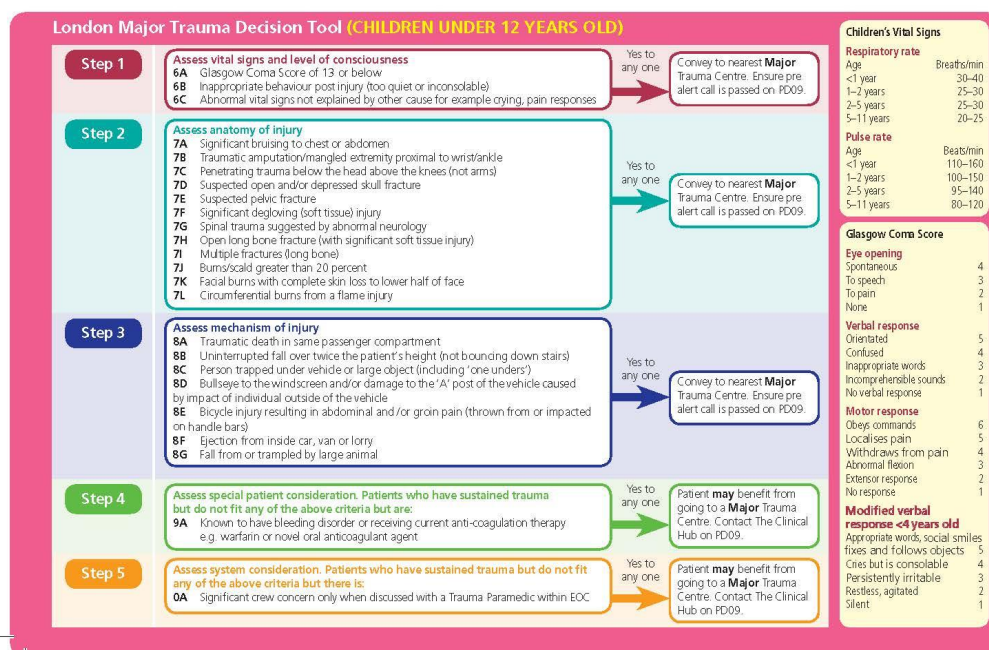 London Major Trauma Decision Tool (CHILDREN UNDER 12 YEARS OLD)
Step 1
Assess vital signs and level of consciousness
6A Glasgow Coma Score of 13 or below
6B Inappropriate behaviour post injury (too quiet or inconsolable)
6C Abnormal vital signs not explained by other cause for example crying, pain responses
Yes to
any one
Convey to nearest Major
Trauma Centre. Ensure pre
alert call is passed on PD09.
Step 2
Assess anatomy of injury
7A Significant bruising to chest or abdomen
7B Traumatic amputation/mangled extremity proximal to wrist/ankle
7C Penetrating trauma below the head above the knees (not arms)
7D Suspected open and/or depressed skull fracture
7E Suspected pelvic fracture
7F Significant degloving (soft tissue) injury
7G Spinal trauma suggested by abnormal neurology
7H Open long bone fracture (with significant soft tissue injury)
7I Multiple fractures (long bone)
7J Burns/scald greater than 20 percent
7K Facial burns with complete skin loss to lower half of face
7L Circumferential burns from a flame injury
Yes to
any one
Convey to nearest Major
Trauma Centre. Ensure pre
alert call is passed on PD09.
Step 3
Assess mechanism of injury
8A Traumatic death in same passenger compartment
8B Uninterrupted fall over twice the patient's height (not bouncing down stairs)
8C Person trapped under vehicle or large object (including 'one unders')
8D Bullseye to the windscreen and/or damage to the 'A' post of the vehicle caused
by impact of individual outside of the vehicle
8E Bicycle injury resulting in abdominal and /or groin pain (thrown from or impacted
on handle bars)
8F Ejection from inside car, van or lorry
8G Fall from or trampled by large animal
Yes to
any one
Convey to nearest Major
Trauma Centre. Ensure pre
alert call is passed on PD09.
Step 4
Assess special patient consideration. Patients who have sustained trauma
but do not fit any of the above criteria but are:
9A Known to have bleeding disorder or receiving current anti-coagulation therapy
e.g. warfarin or novel oral anticoagulant agent
Yes to
any one
Patient may benefit from
going to a Major Trauma
Centre. Contact The Clinical
Hub on PD09.
Step 5
Assess system consideration. Patients who have sustained trauma but do not fit
any of the above criteria but there is:
0A Significant crew concern only when discussed with a Trauma Paramedic within EOC
Yes to
any one
Patient may benefit from
going to a Major Trauma
Centre. Contact The Clinical
Hub on PD09.
Children's Vital Signs
Respiratory rate
Age Breaths/min
<1 year 30–40
1–2 years 25–30
2–5 years 25–30
5–11 years 20–25
Pulse rate
Age Beats/min
<1 year 110–160
1–2 years 100–150
2–5 years 95–140
5–11 years 80–120
Glasgow Coma Score
Eye opening
Spontaneous 4
To speech 3
To pain 2
None 1
Verbal response
Orientated 5
Confused 4
Inappropriate words 3
Incomprehensible sounds 2
No verbal response 1
Motor response
Obeys commands 6
Localises pain 5
Withdraws from pain 4
Abnormal flexion 3
Extensor response 2
No response 1
Modified verbal
response <4 years old
Appropriate words, social smiles
fixes and follows objects 5
Cries but is consolable 4
Persistently irritable 3
Restless, agitated 2
Silent 1